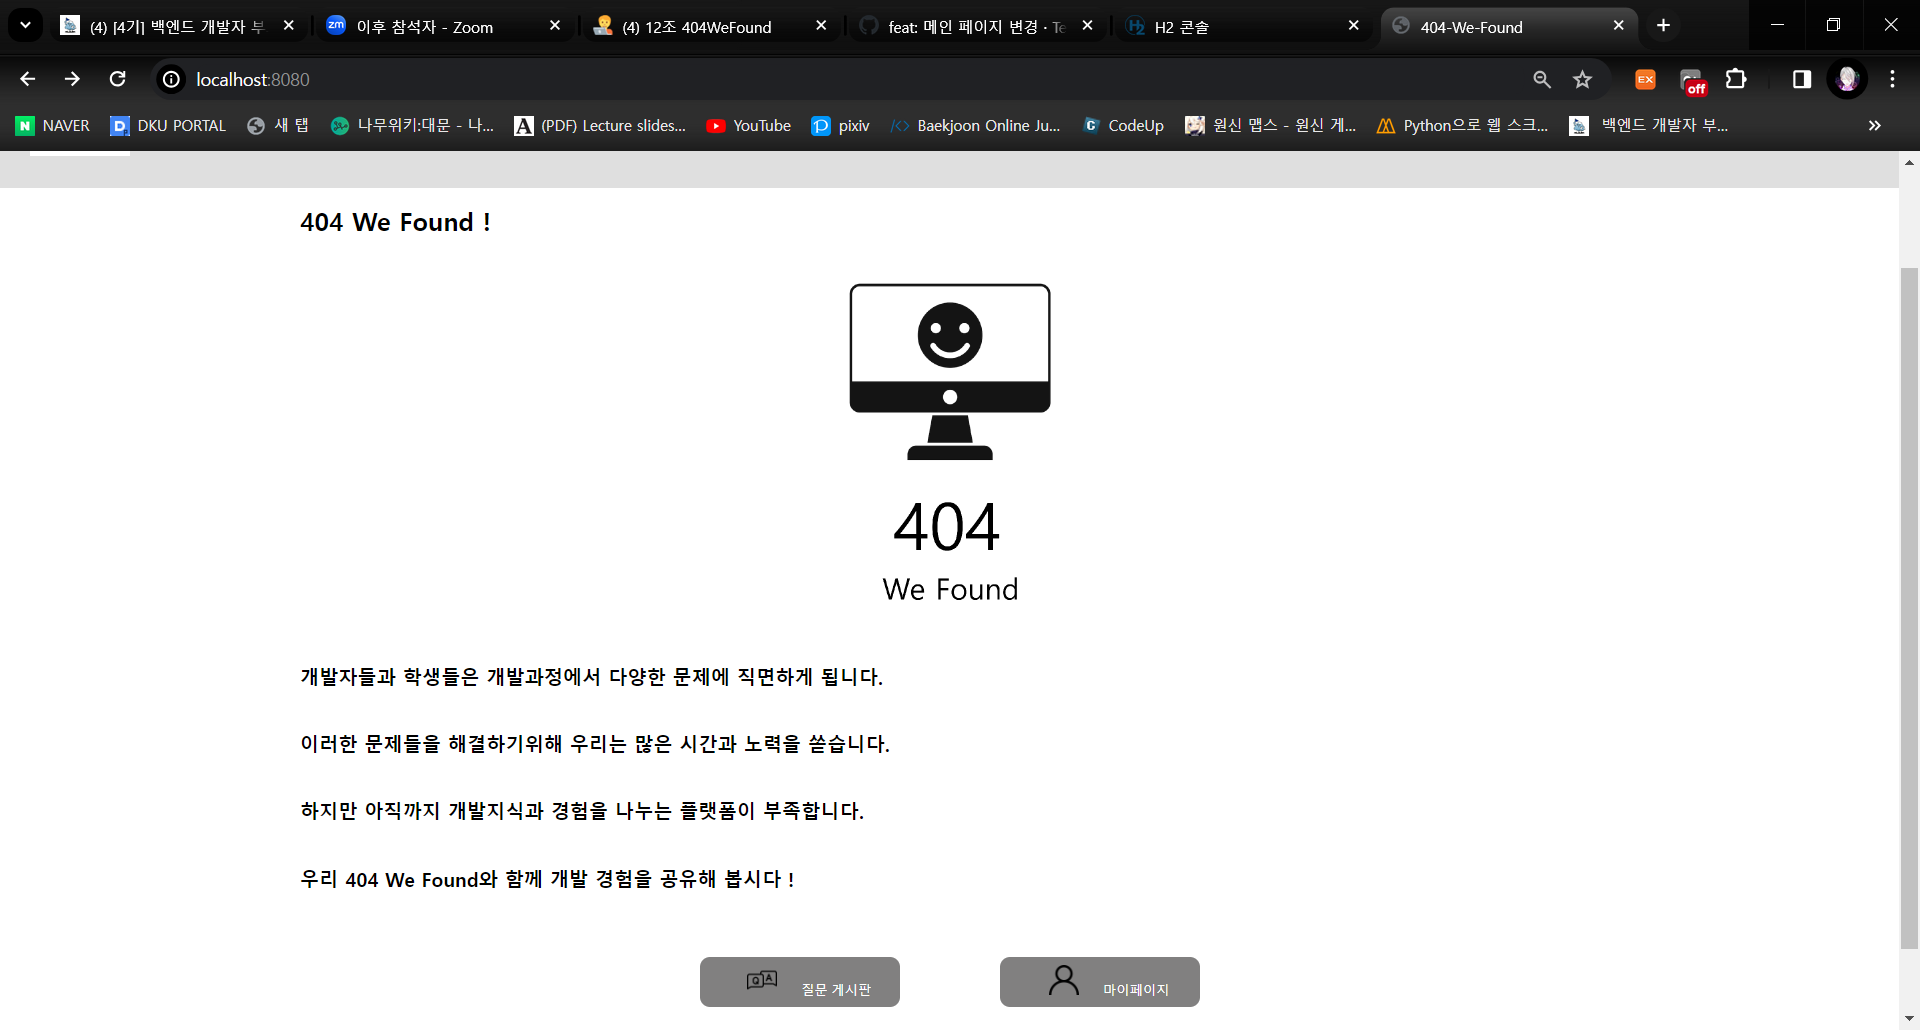 (4) [4기] 백엔드 개발자 부
이후 참석자 - Zoom
(4) 12조 404WeFound
feat: 메인 페이지 변경 · Te
H2 콘솔
404-We-Found
localhost:8080
off
NAVER
DKU PORTAL
새 탭
나무위키:대문 - 나...
(PDF) Lecture slides...
YouTube
pixiv
Baekjoon Online Ju...
CodeUp
원신 맵스 - 원신 게...
Python으로 웹 스크...
백엔드 개발자 부...
404 We Found !
404
We Found
개발자들과 학생들은 개발과정에서 다양한 문제에 직면하게 됩니다.
이러한 문제들을 해결하기위해 우리는 많은 시간과 노력을 쏟습니다.
하지만 아직까지 개발지식과 경험을 나누는 플랫폼이 부족합니다.
우리 404 We Found와 함께 개발 경험을 공유해 봅시다 !
질문 게시판
마이페이지